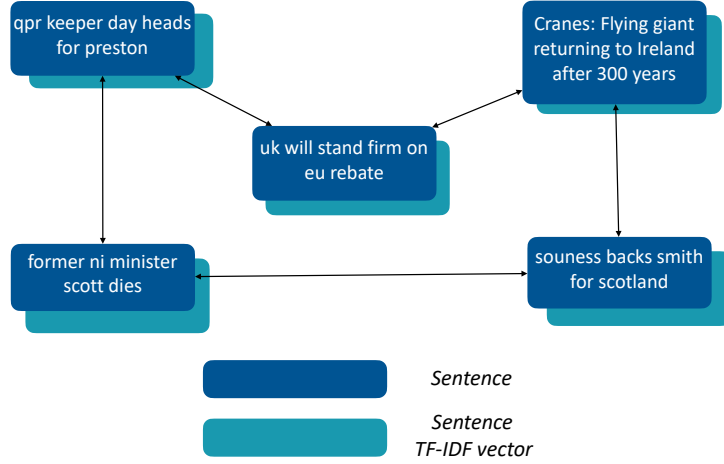 qpr keeper day heads
for preston
Cranes: Flying giant
returning to Ireland
after 300 years
uk will stand firm on
eu rebate
former ni minister
scott dies
souness backs smith
for scotland
Sentence
Sentence
TF-IDF vector